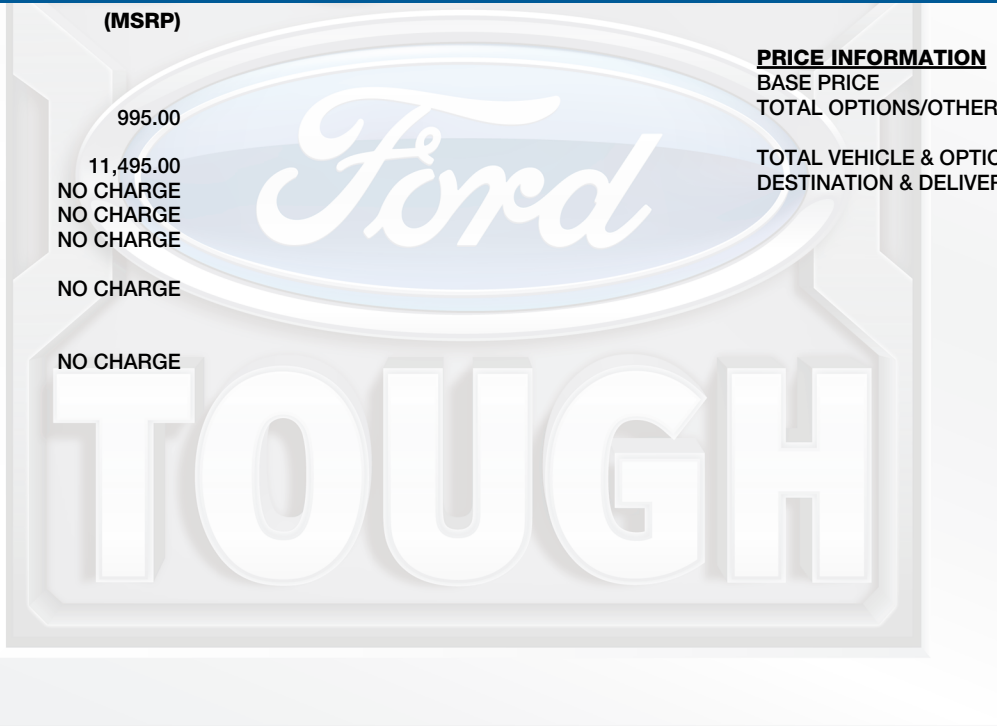 (MSRP)
995.00
11,495.00
NO CHARGE
NO CHARGE
NO CHARGE
NO CHARGE
NO CHARGE
PRICE INFORMATION
BASE PRICE
TOTAL OPTIONS/OTHER
TOTAL VEHICLE & OPTIO
DESTINATION & DELIVER
Ford
TOUGH